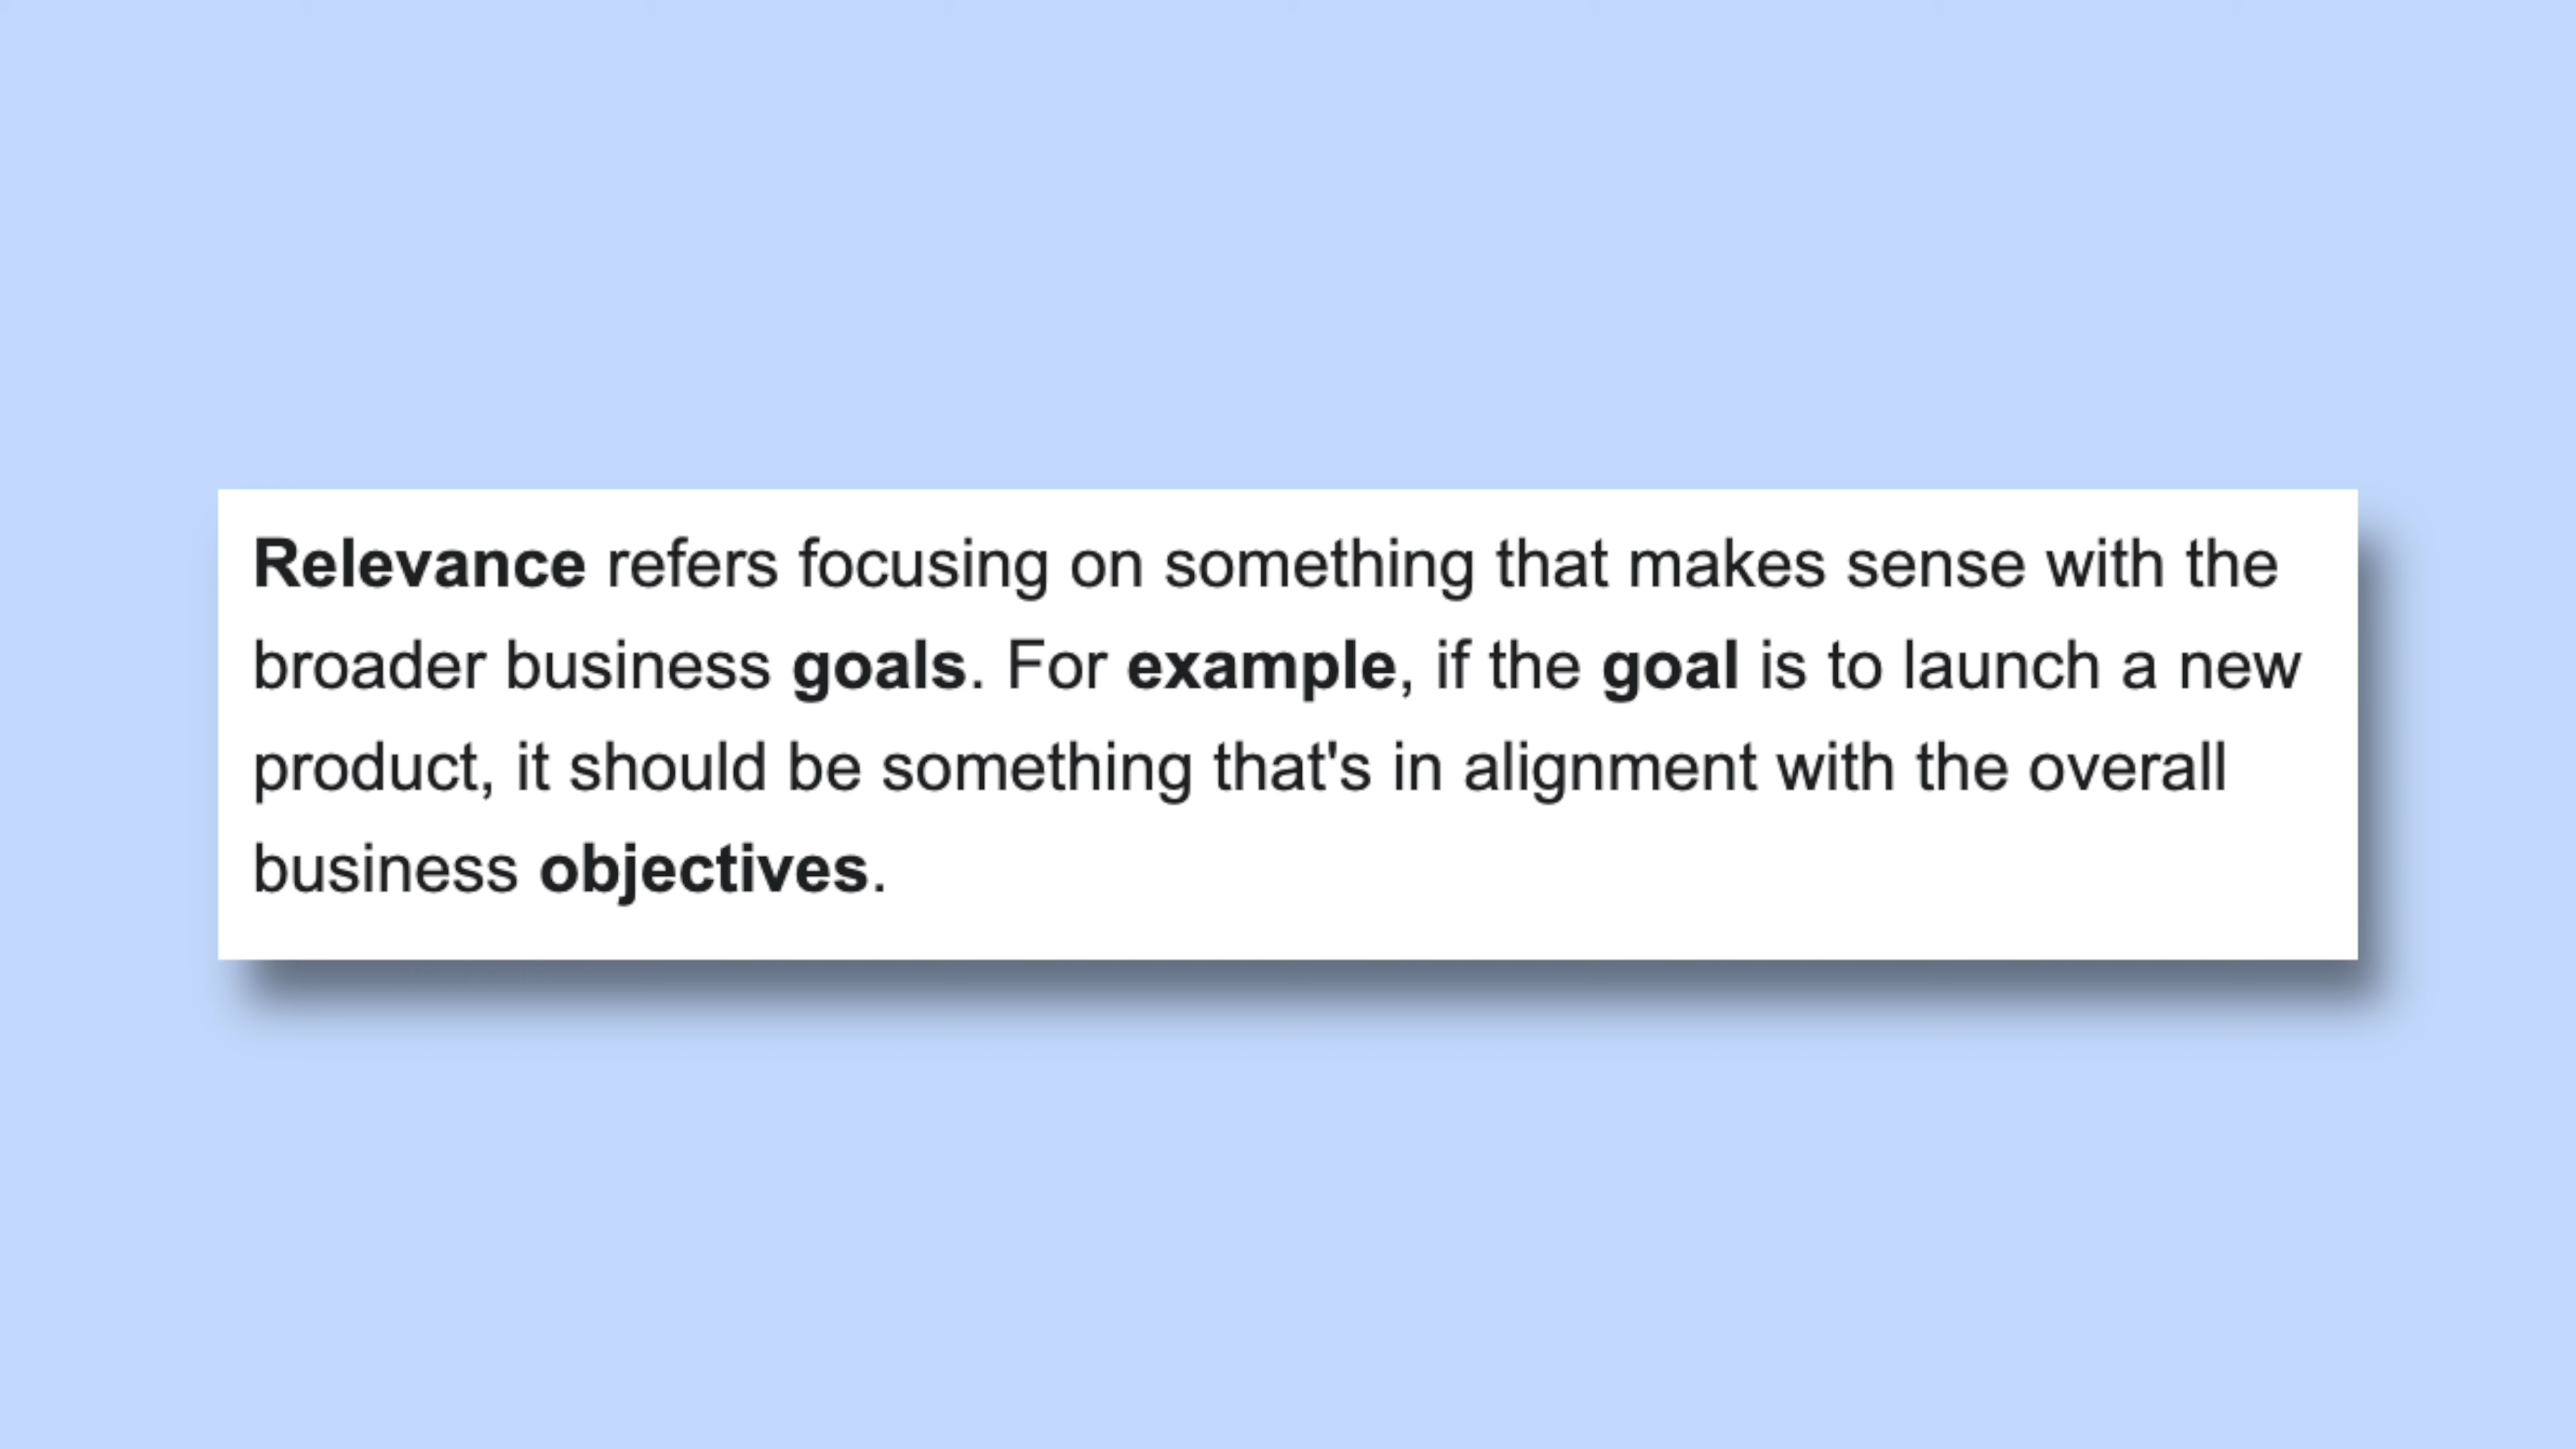 Relevance refers focusing on something that makes sense with the
broader business goals. For example, if the goal is to launch a new
product, it should be something that's in alignment with the overall
business objectives.